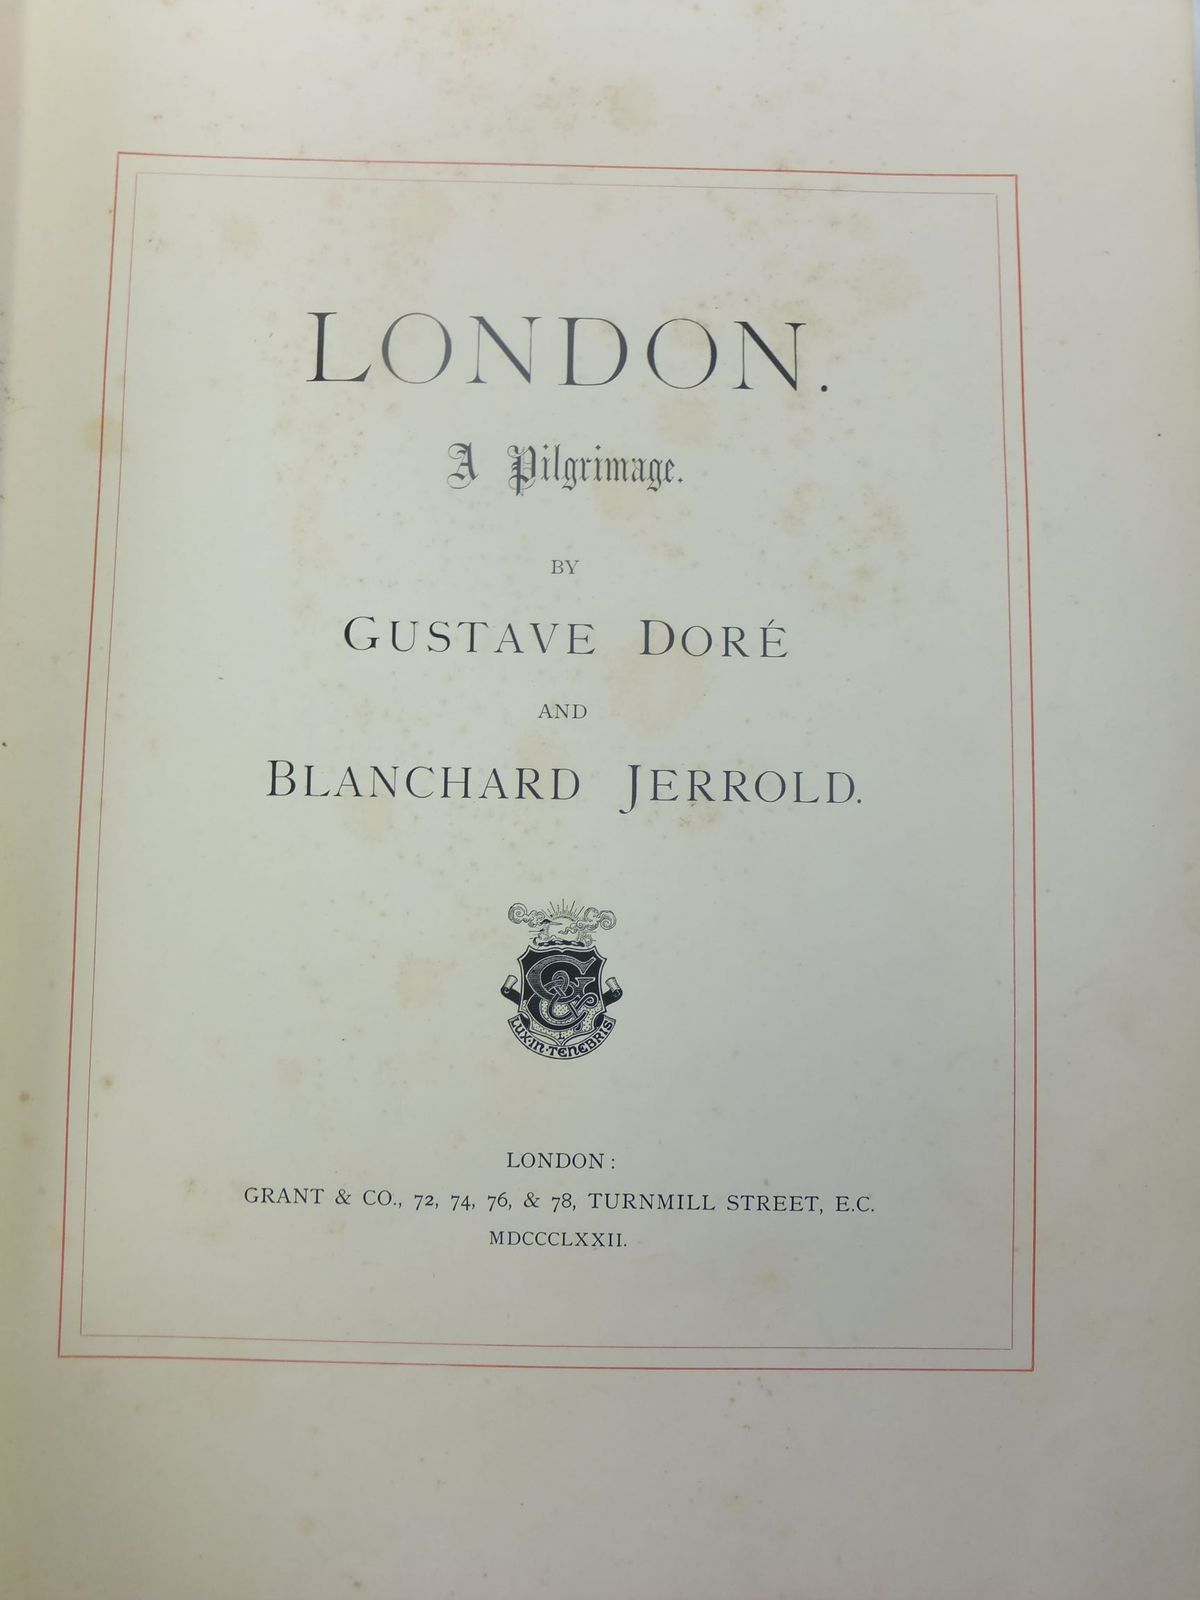 LONDON.
A Pilgrimage.
BY
GUSTAVE DORÉ
AND
BLANCHARD JERROLD.
LUX·IN·TENEBRIS
LONDON:
GRANT & CO., 72, 74, 76, & 78, TURNMILL STREET, E.C.
MDCCCLXXII.